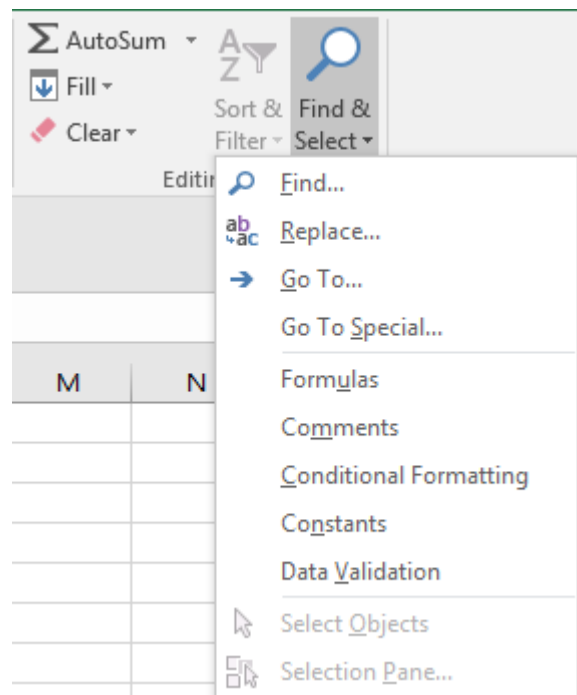 AutoSum
Fill
Clear
Sort &
Filter
Find &
Select
Find...
Replace...
Go To...
Go To Special...
Formulas
Comments
Conditional Formatting
Constants
Data Validation
Select Objects
Selection Pane...
M N